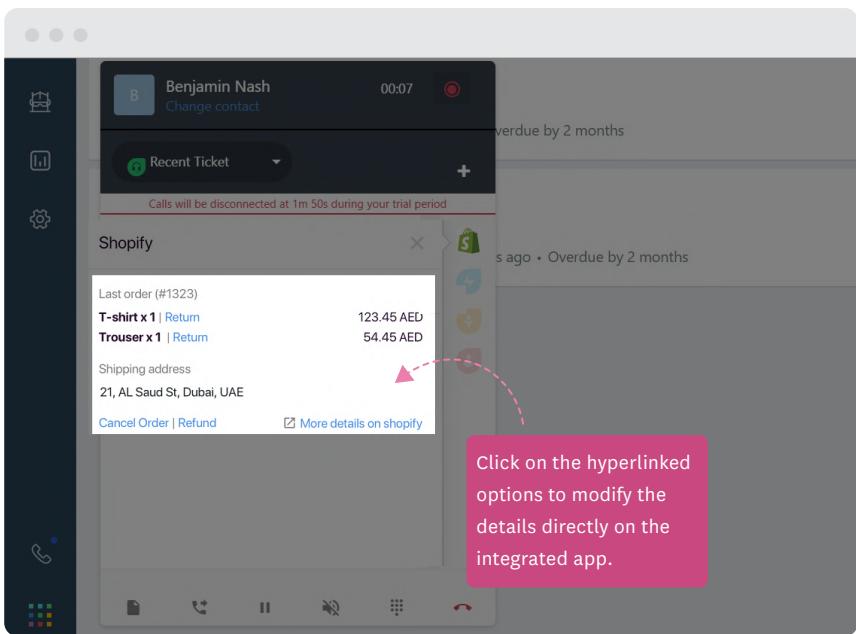 B
Benjamin Nash
00:07
Change contact
verdue by 2 months
Recent Ticket
+
Calls will be disconnected at 1m 50s during your trial period
Shopify
s ago • Overdue by 2 months
Last order (#1323)
T-shirt x 1 | Return 123.45 AED
Trouser x 1 | Return 54.45 AED
Shipping address
21, AL Saud St, Dubai, UAE
Cancel Order | Refund More details on shopify
Click on the hyperlinked
options to modify the
details directly on the
integrated app.